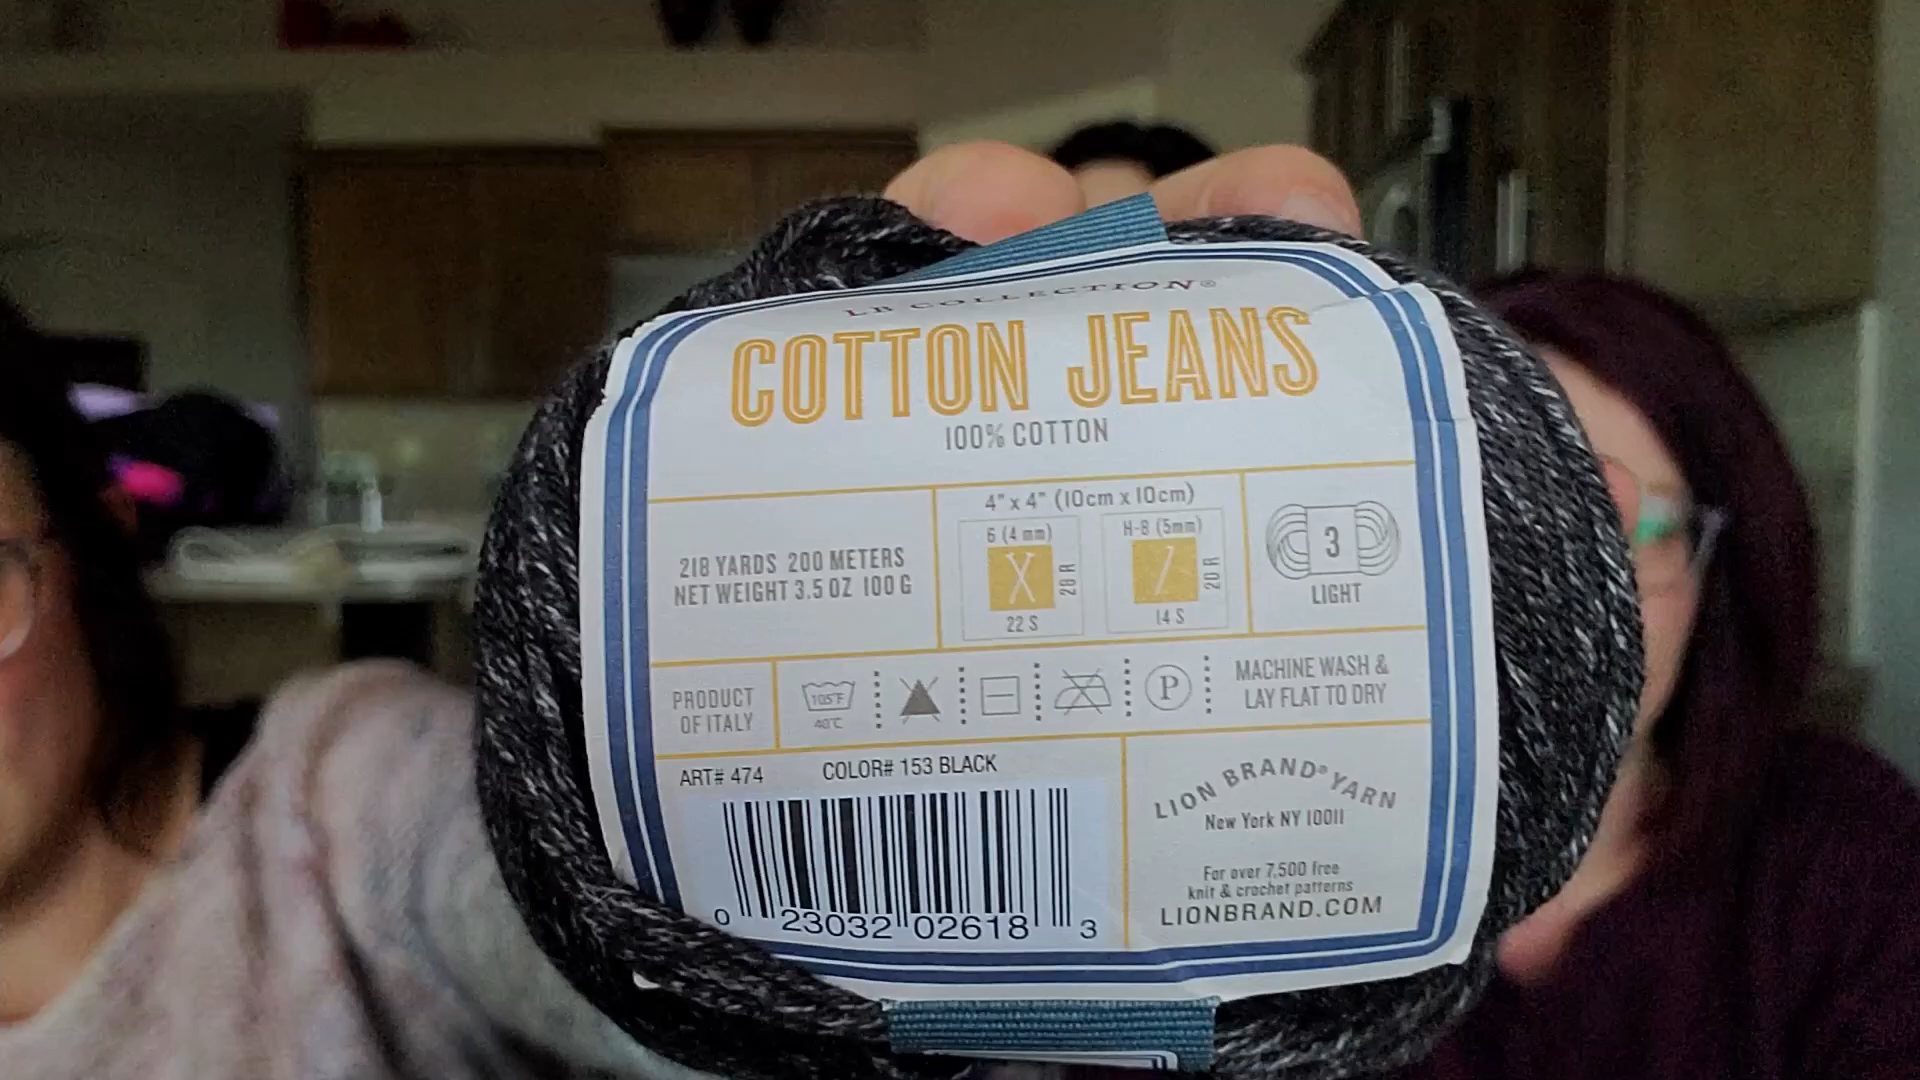 LB COLLECTION®
COTTON JEANS
100% COTTON
218 YARDS 200 METERS
NET WEIGHT 3.5 OZ 100 G
4" x 4" (10cm x 10cm)
6 (4 mm)
X
28 R
22 S
H-8 (5mm)
20 R
14 S
3
LIGHT
PRODUCT
OF ITALY
105°F
40°C
P
MACHINE WASH &
LAY FLAT TO DRY
ART# 474 COLOR# 153 BLACK
0 23032 02618 3
LION BRAND® YARN
New York NY 10011
For over 7,500 free
knit & crochet patterns
LIONBRAND.COM